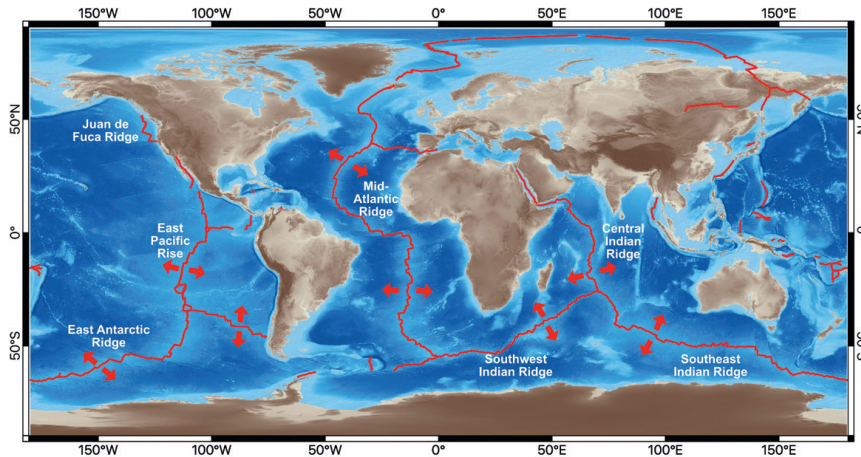 150°W 100°W 50°W 0° 50°E 100°E 150°E
50°N
0°
50°S
Juan de
Fuca Ridge
Mid-
Atlantic
Ridge
East
Pacific
Rise
Central
Indian
Ridge
East Antarctic
Ridge
Southwest
Indian Ridge
Southeast
Indian Ridge
150°W 100°W 50°W 0° 50°E 100°E 150°E